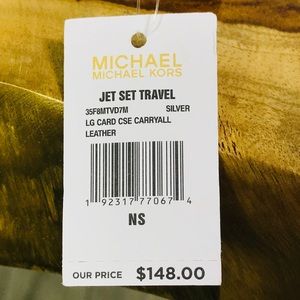 MICHAEL
MICHAEL KORS
JET SET TRAVEL
35F8MTVD7M SILVER
LG CARD CSE CARRYALL
LEATHER
1 92317 77067 4
NS
OUR PRICE $148.00